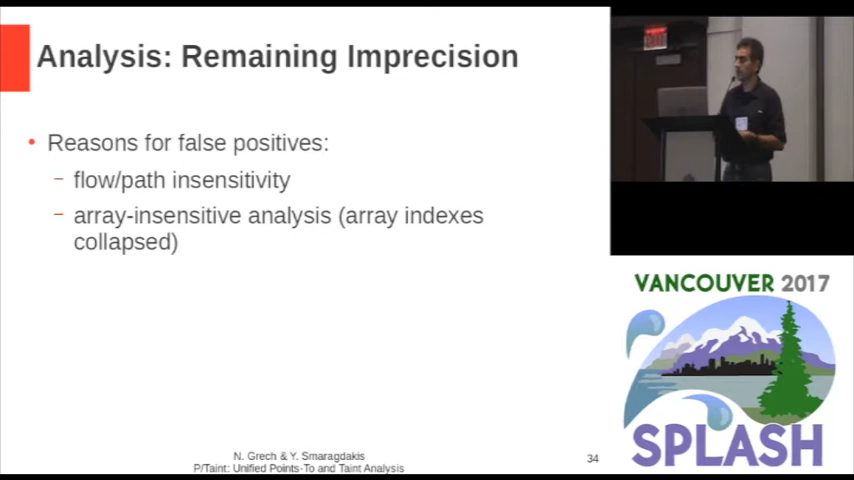 Analysis: Remaining Imprecision
• Reasons for false positives:
– flow/path insensitivity
– array-insensitive analysis (array indexes
collapsed)
N. Grech & Y. Smaragdakis
P/Taint: Unified Points-To and Taint Analysis
34
VANCOUVER 2017
SPLASH